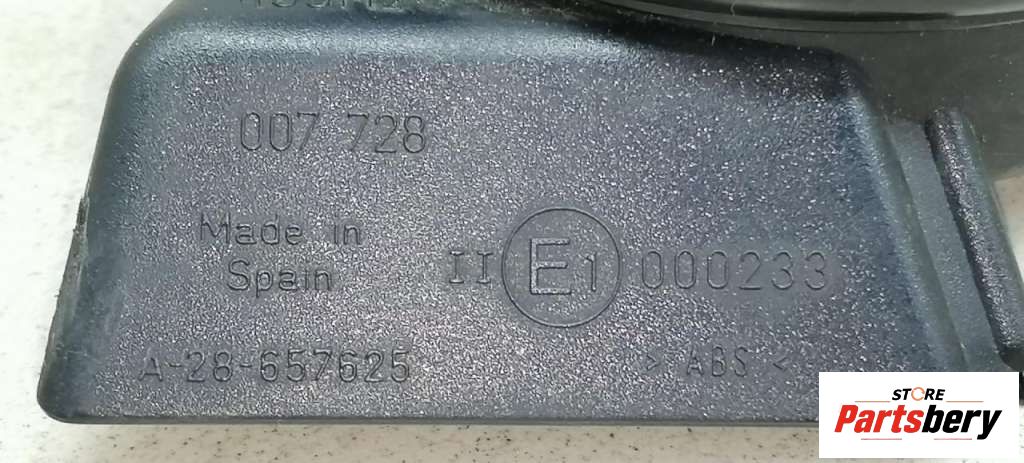 007 728
Made in
Spain
II E1 000233
A-28-657625
> ABS <
STORE
Partsbery